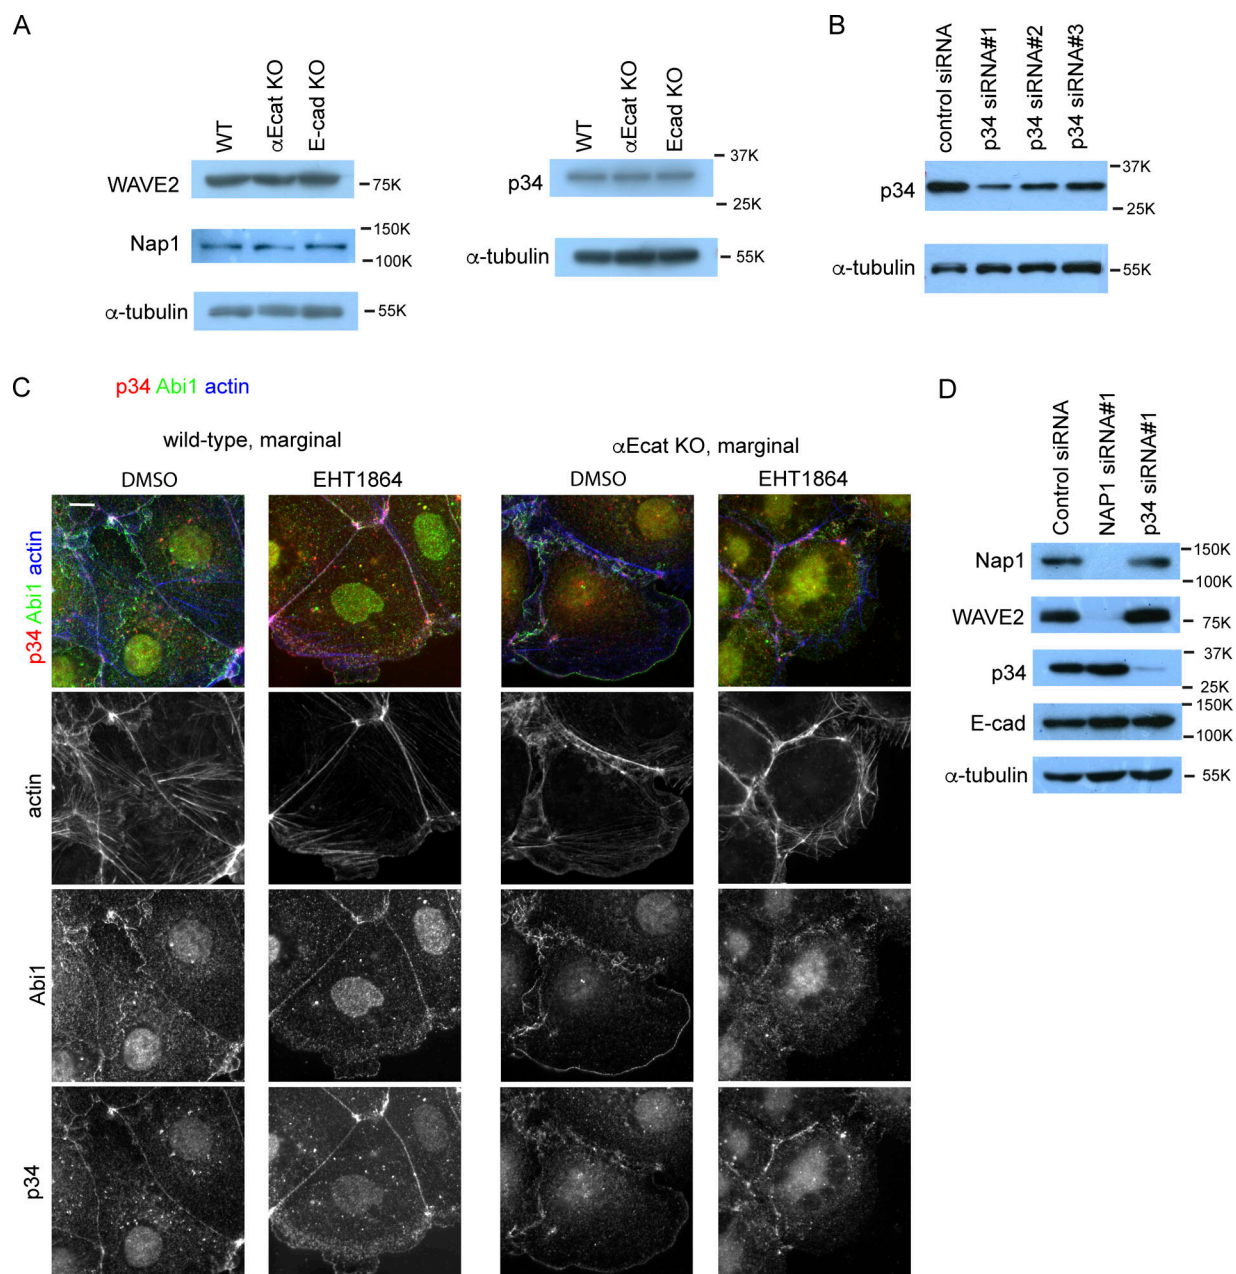 A
WT
αEcat KO
E-cad KO
WAVE2
75K
Nap1
150K
100K
α-tubulin
55K
WT
αEcat KO
Ecad KO
p34
37K
25K
α-tubulin
55K
B
control siRNA
p34 siRNA#1
p34 siRNA#2
p34 siRNA#3
p34
37K
25K
α-tubulin
55K
C
p34 Abi1 actin
wild-type, marginal
αEcat KO, marginal
DMSO
EHT1864
DMSO
EHT1864
p34 Abi1 actin
actin
Abi1
p34
D
Control siRNA
NAP1 siRNA#1
p34 siRNA#1
Nap1
150K
100K
WAVE2
75K
p34
37K
25K
E-cad
150K
100K
α-tubulin
55K